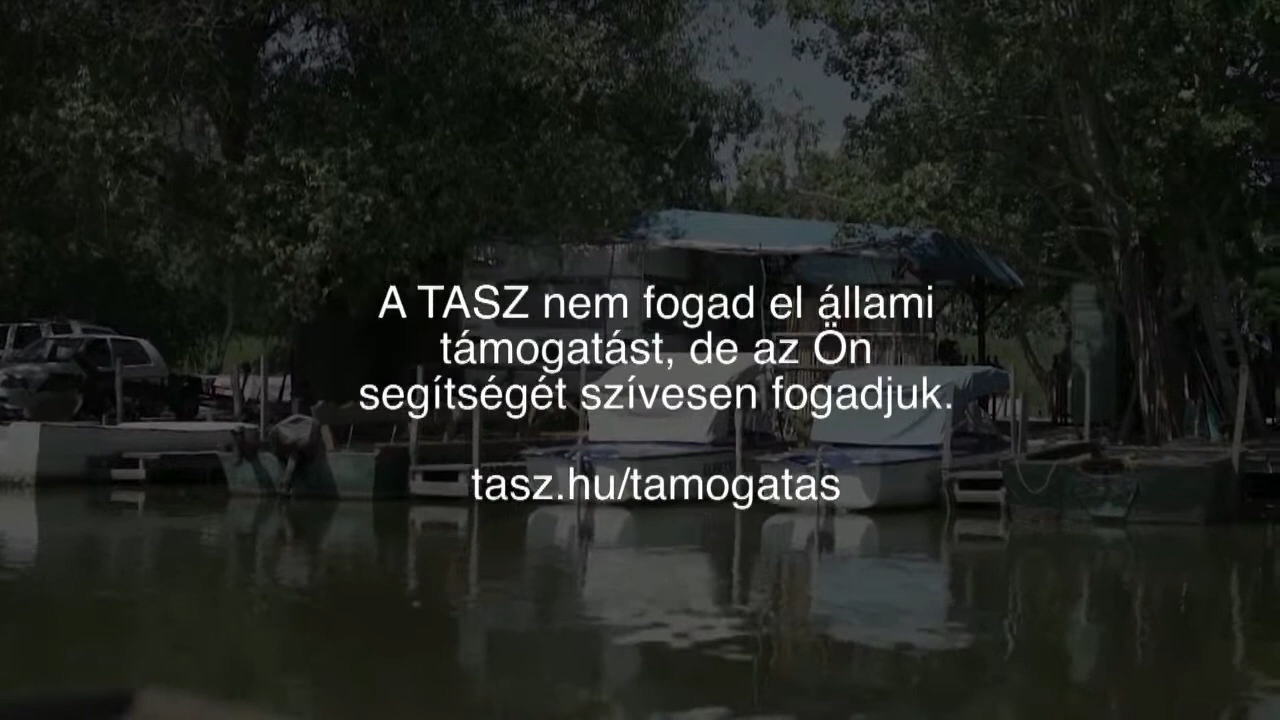 A TASZ nem fogad el állami
támogatást, de az Ön
segítségét szívesen fogadjuk.
tasz.hu/tamogatas